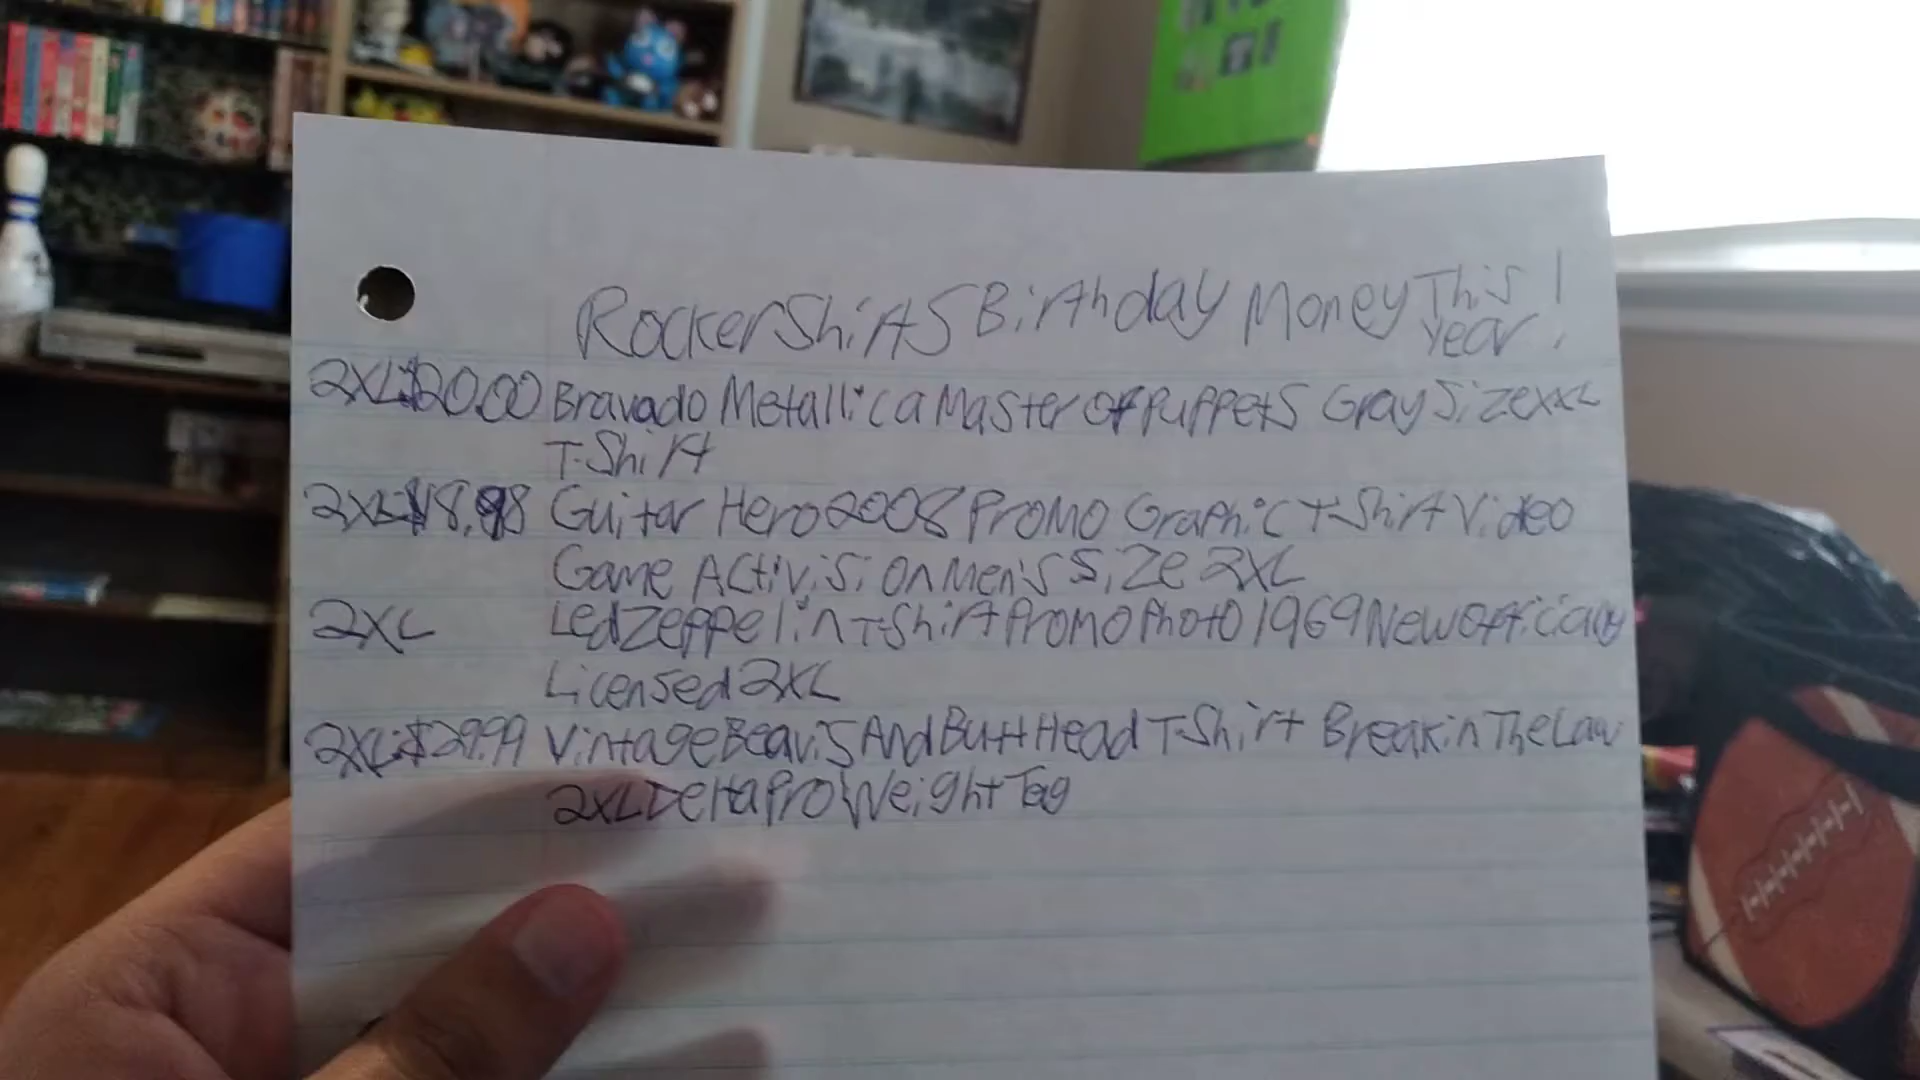 Rocker Shirts Birthday Money This
Year!
2XL:$20.00 Bravado Metallica Master Of Puppets Gray Size XXL
T-Shirt
2XL:$18.98 Guitar Hero 2008 Promo Graphic T-Shirt Video
Game Activision Men's Size 2XL
2XL Led Zeppelin T-Shirt Promo Photo 1969 New Officially
Licensed 2XL
2XL:$29.99 Vintage Beavis And Butt Head T-Shirt Breakin The Law
2XL Delta Pro Weight Tag